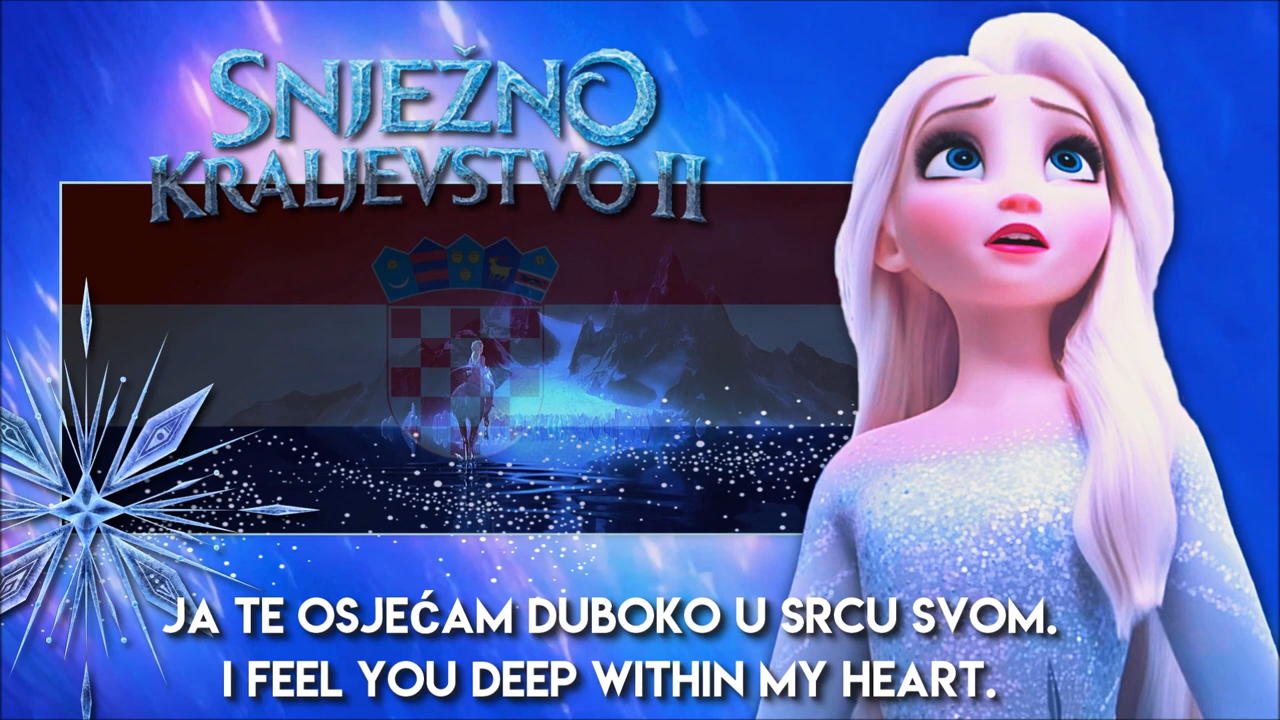 SNJEŽNO
KRALJEVSTVO II
JA TE OSJEĆAM DUBOKO U SRCU SVOM.
I FEEL YOU DEEP WITHIN MY HEART.